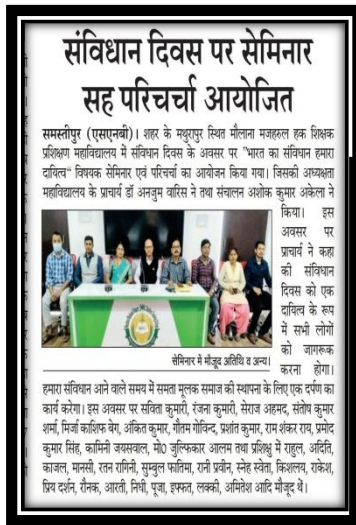 संविधान दिवस पर सेमिनार
सह परिचर्चा आयोजित
समस्तीपुर (एसएनबी)। शहर के मथुरापुर स्थित मौलाना मजहरुल हक शिक्षक
प्रशिक्षण महाविद्यालय में संविधान दिवस के अवसर पर "भारत का संविधान हमारा
दायित्व" विषयक सेमिनार एवं परिचर्चा का आयोजन किया गया। जिसकी अध्यक्षता
महाविद्यालय के प्राचार्य डॉ अनजुम वारिस ने तथा संचालन अशोक कुमार अकेला ने
किया। इस
अवसर पर
प्राचार्य ने कहा
की संविधान
दिवस को एक
दायित्व के रूप
में सभी लोगों
को जागरूक
करना होगा।
सेमिनार में मौजूद अतिथि व अन्य।
हमारा संविधान आने वाले समय में समता मूलक समाज की स्थापना के लिए एक दर्पण का
कार्य करेगा। इस अवसर पर सविता कुमारी, रंजना कुमारी, सेराज अहमद, संतोष कुमार
शर्मा, मिर्जा काशिफ बेग, अंकित कुमार, गौतम गोविन्द, प्रशांत कुमार, राम शंकर राय, प्रमोद
कुमार सिंह, कामिनी जयसवाल, मो0 जुल्फिकार आलम तथा प्रशिक्षु में राहुल, अदिति,
काजल, मानसी, रतन रागिनी, सुम्बुल फातिमा, रानी प्रवीन, स्नेह स्वेता, किशलय, राकेश,
प्रिय दर्शन, रौनक, आरती, निधी, पूजा, इफ्फत, लक्की, अमितेश आदि मौजूद थें।